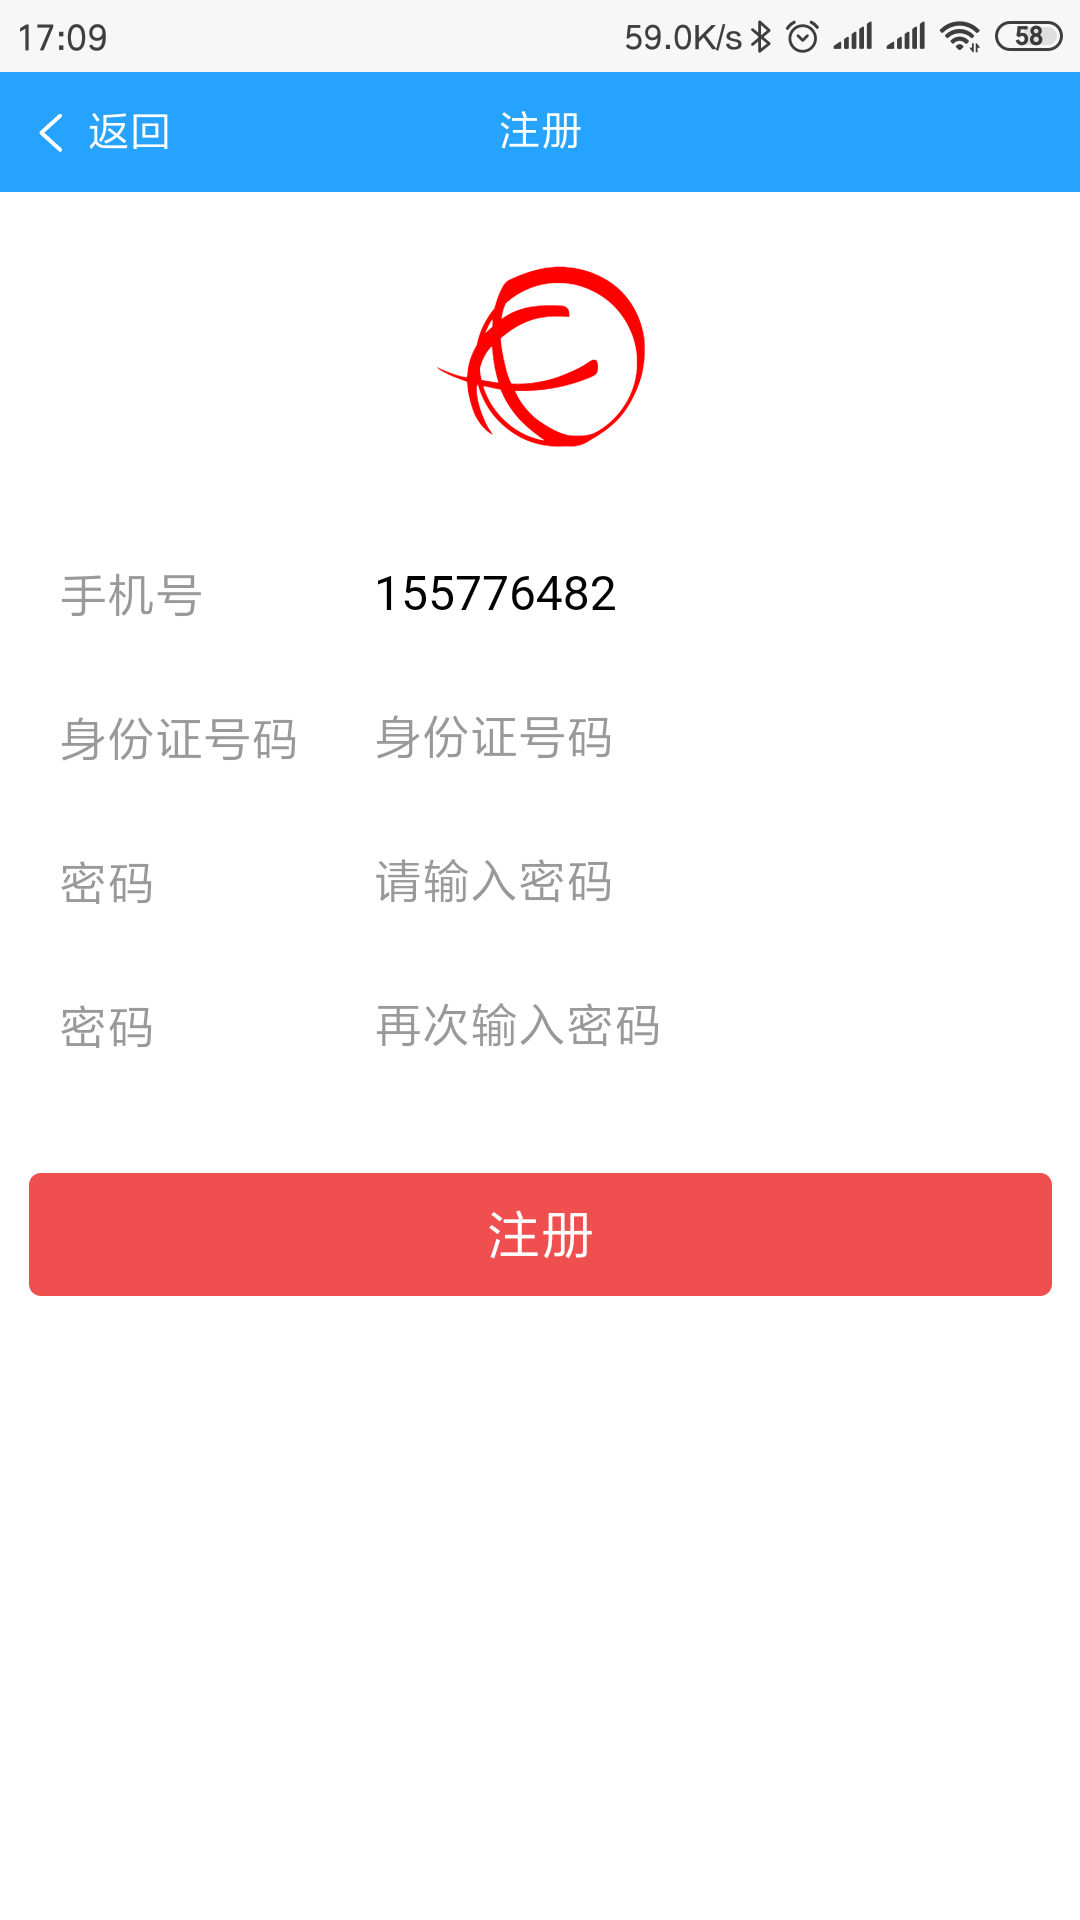 17:09 59.0K/s 58
返回 注册
手机号 155776482
身份证号码 身份证号码
密码 请输入密码
密码 再次输入密码
注册